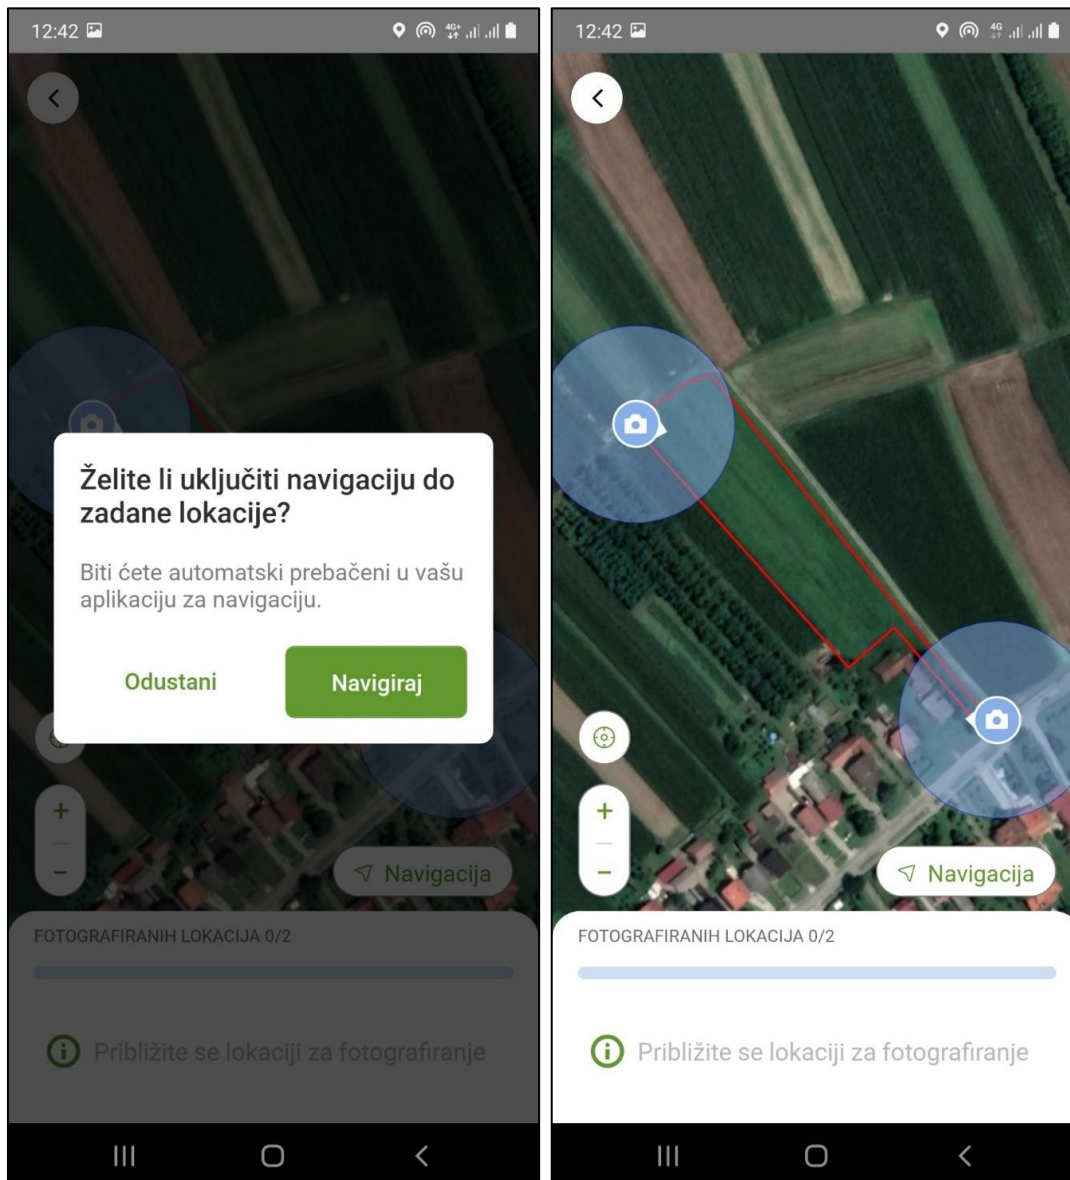 12:42
4G+
Želite li uključiti navigaciju do
zadane lokacije?
Biti ćete automatski prebačeni u vašu
aplikaciju za navigaciju.
Odustani
Navigiraj
+
−
Navigacija
FOTOGRAFIRANIH LOKACIJA 0/2
Približite se lokaciji za fotografiranje
12:42
4G
+
−
Navigacija
FOTOGRAFIRANIH LOKACIJA 0/2
Približite se lokaciji za fotografiranje